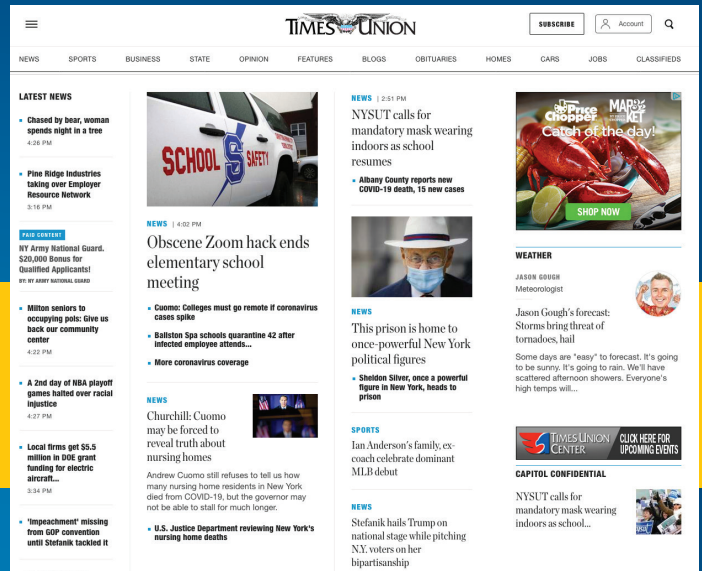 TIMES UNION
SUBSCRIBE
Account
NEWS
SPORTS
BUSINESS
STATE
OPINION
FEATURES
BLOGS
OBITUARIES
HOMES
CARS
JOBS
CLASSIFIEDS
LATEST NEWS
Chased by bear, woman
spends night in a tree
4:26 PM
Pine Ridge Industries
taking over Employer
Resource Network
3:16 PM
PAID CONTENT
NY Army National Guard.
$20,000 Bonus for
Qualified Applicants!
BY: NY ARMY NATIONAL GUARD
Milton seniors to
occupying pols: Give us
back our community
center
4:22 PM
A 2nd day of NBA playoff
games halted over racial
injustice
4:27 PM
Local firms get $5.5
million in DOE grant
funding for electric
aircraft...
3:34 PM
'Impeachment' missing
from GOP convention
until Stefanik tackled it
SCHOOL S SAFETY
NEWS | 4:02 PM
Obscene Zoom hack ends
elementary school
meeting
Cuomo: Colleges must go remote if coronavirus
cases spike
Ballston Spa schools quarantine 42 after
infected employee attends...
More coronavirus coverage
NEWS
Churchill: Cuomo
may be forced to
reveal truth about
nursing homes
Andrew Cuomo still refuses to tell us how
many nursing home residents in New York
died from COVID-19, but the governor may
not be able to stall for much longer.
U.S. Justice Department reviewing New York's
nursing home deaths
NEWS | 2:51 PM
NYSUT calls for
mandatory mask wearing
indoors as school
resumes
Albany County reports new
COVID-19 death, 15 new cases
NEWS
This prison is home to
once-powerful New York
political figures
Sheldon Silver, once a powerful
figure in New York, heads to
prison
SPORTS
Ian Anderson's family, ex-
coach celebrate dominant
MLB debut
NEWS
Stefanik hails Trump on
national stage while pitching
N.Y. voters on her
bipartisanship
Price Chopper
MARKET
Catch of the day!
SHOP NOW
WEATHER
JASON GOUGH
Meteorologist
Jason Gough's forecast:
Storms bring threat of
tornadoes, hail
Some days are "easy" to forecast. It's going
to be sunny. It's going to rain. We'll have
scattered afternoon showers. Everyone's
high temps will...
TIMES UNION CENTER
CLICK HERE FOR
UPCOMING EVENTS
CAPITOL CONFIDENTIAL
NYSUT calls for
mandatory mask wearing
indoors as school...